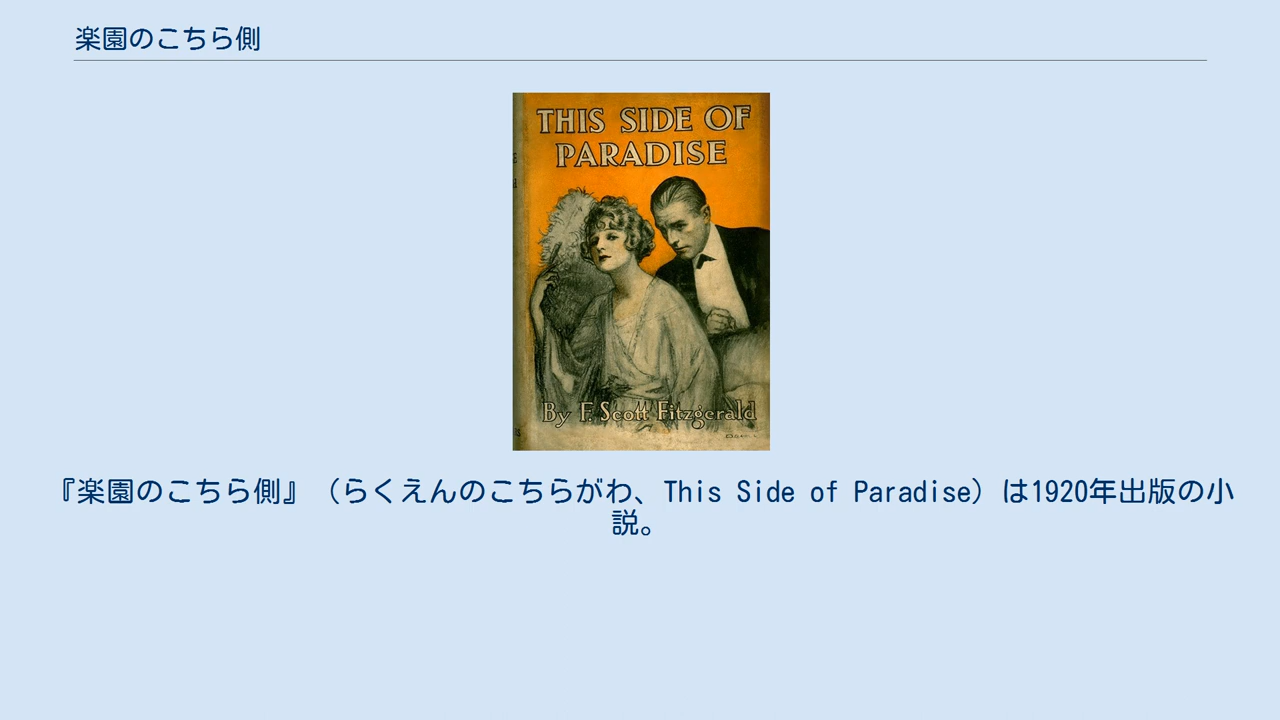 楽園のこちら側
THIS SIDE OF
PARADISE
By F. Scott Fitzgerald
『楽園のこちら側』（らくえんのこちらがわ、This Side of Paradise）は1920年出版の小
説。